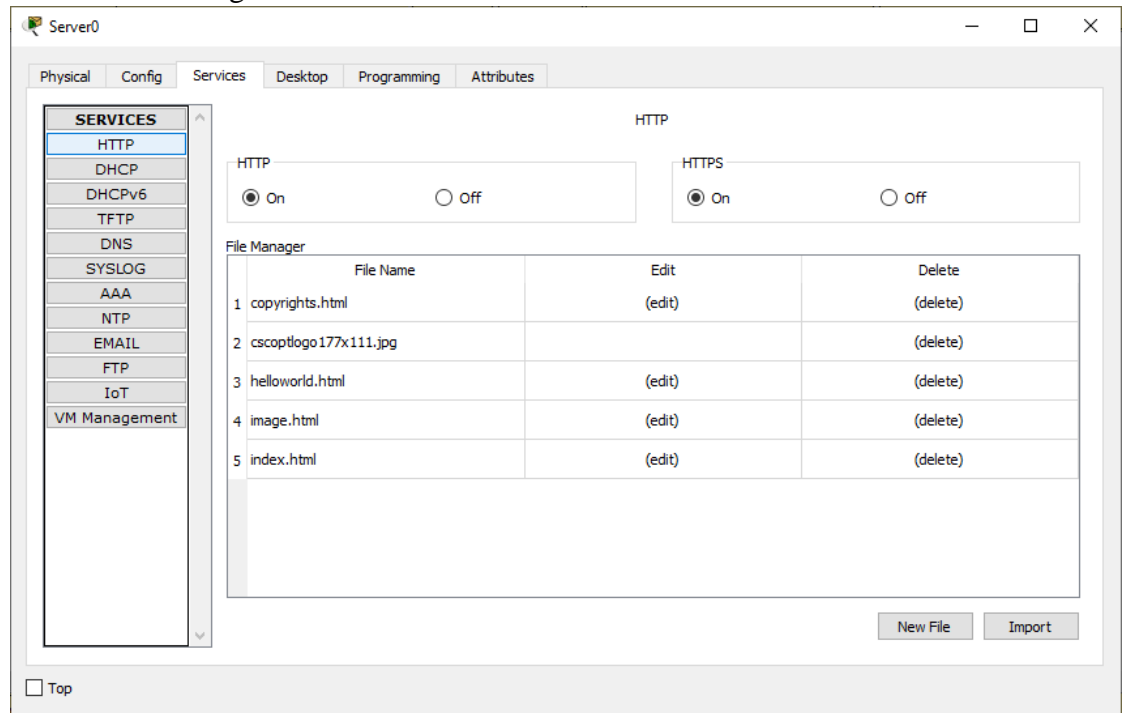 Server0
Physical Config Services Desktop Programming Attributes
SERVICES
HTTP
DHCP
DHCPv6
TFTP
DNS
SYSLOG
AAA
NTP
EMAIL
FTP
IoT
VM Management
HTTP
HTTP
On Off
HTTPS
On Off
File Manager
File Name Edit Delete
1 copyrights.html (edit) (delete)
2 cscoptlogo177x111.jpg (delete)
3 helloworld.html (edit) (delete)
4 image.html (edit) (delete)
5 index.html (edit) (delete)
New File Import
Top